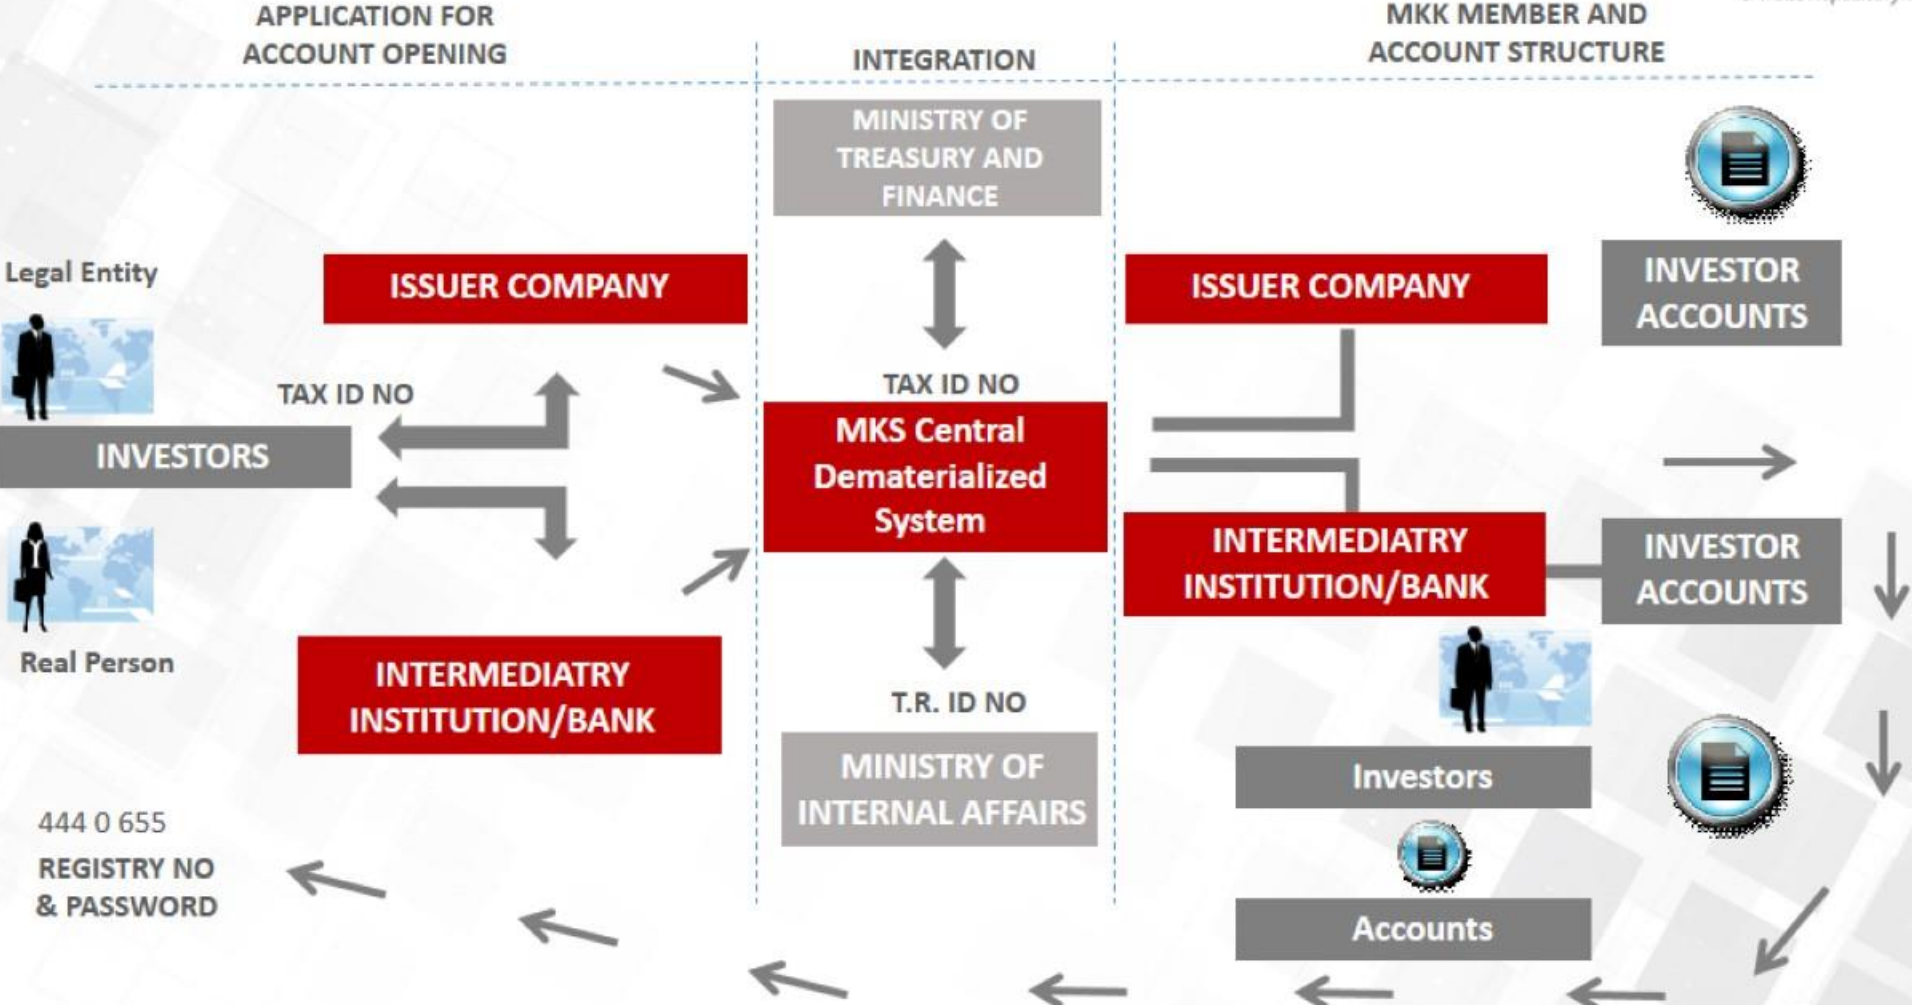 APPLICATION FOR
ACCOUNT OPENING
INTEGRATION
MKK MEMBER AND
ACCOUNT STRUCTURE
MINISTRY OF
TREASURY AND
FINANCE
Legal Entity
ISSUER COMPANY
ISSUER COMPANY
INVESTOR
ACCOUNTS
TAX ID NO
TAX ID NO
INVESTORS
MKS Central
Dematerialized
System
INTERMEDIATRY
INSTITUTION/BANK
INVESTOR
ACCOUNTS
Real Person
INTERMEDIATRY
INSTITUTION/BANK
T.R. ID NO
MINISTRY OF
INTERNAL AFFAIRS
Investors
444 0 655
REGISTRY NO
& PASSWORD
Accounts